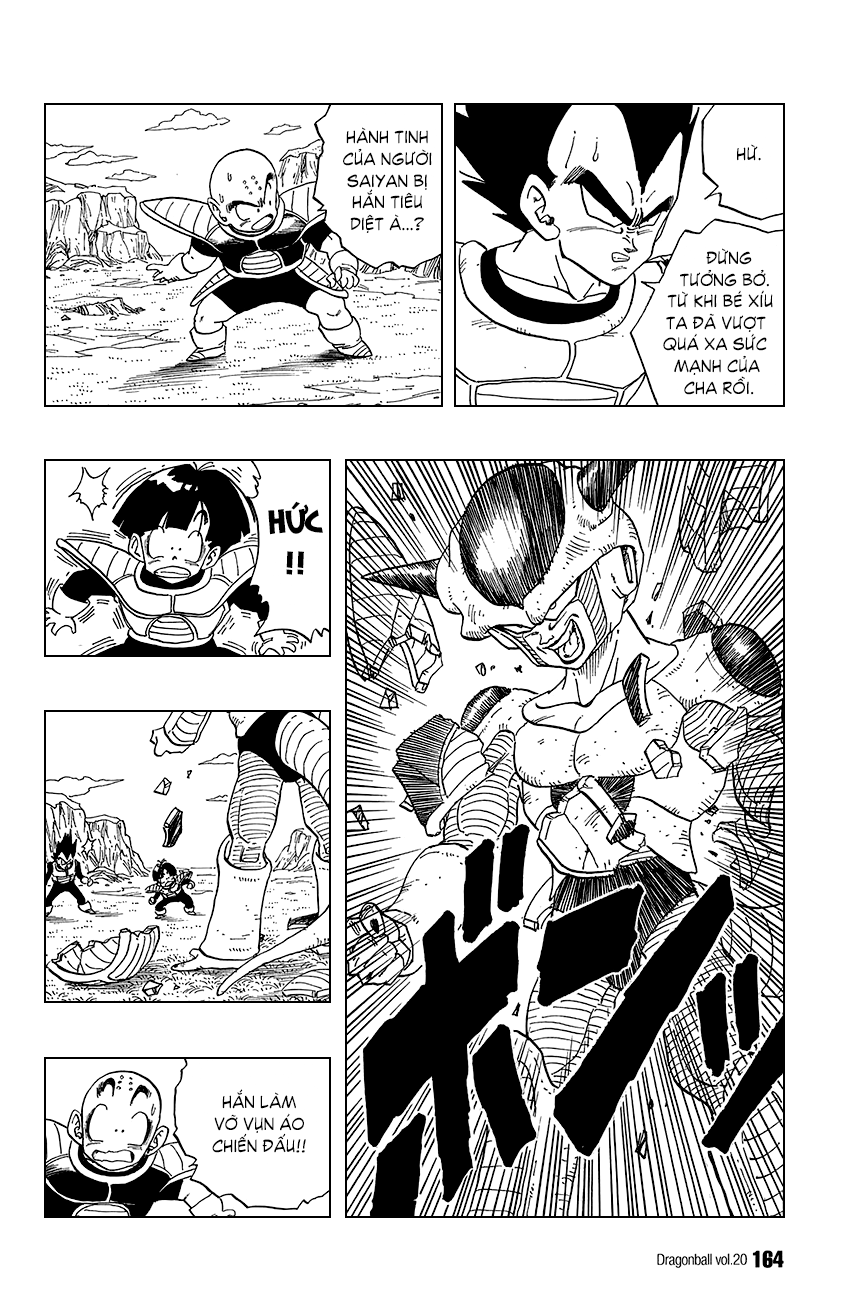 HỪ.
ĐỪNG
TƯỞNG BỞ.
TỪ KHI BÉ XÍU
TA ĐÃ VƯỢT
QUÁ XA SỨC
MẠNH CỦA
CHA RỒI.
HÀNH TINH
CỦA NGƯỜI
SAIYAN BỊ
HẮN TIÊU
DIỆT À...?
ボンッ
HỨC
!!
HẮN LÀM
VỠ VỤN ÁO
CHIẾN ĐẤU!!
Dragonball vol.20 164